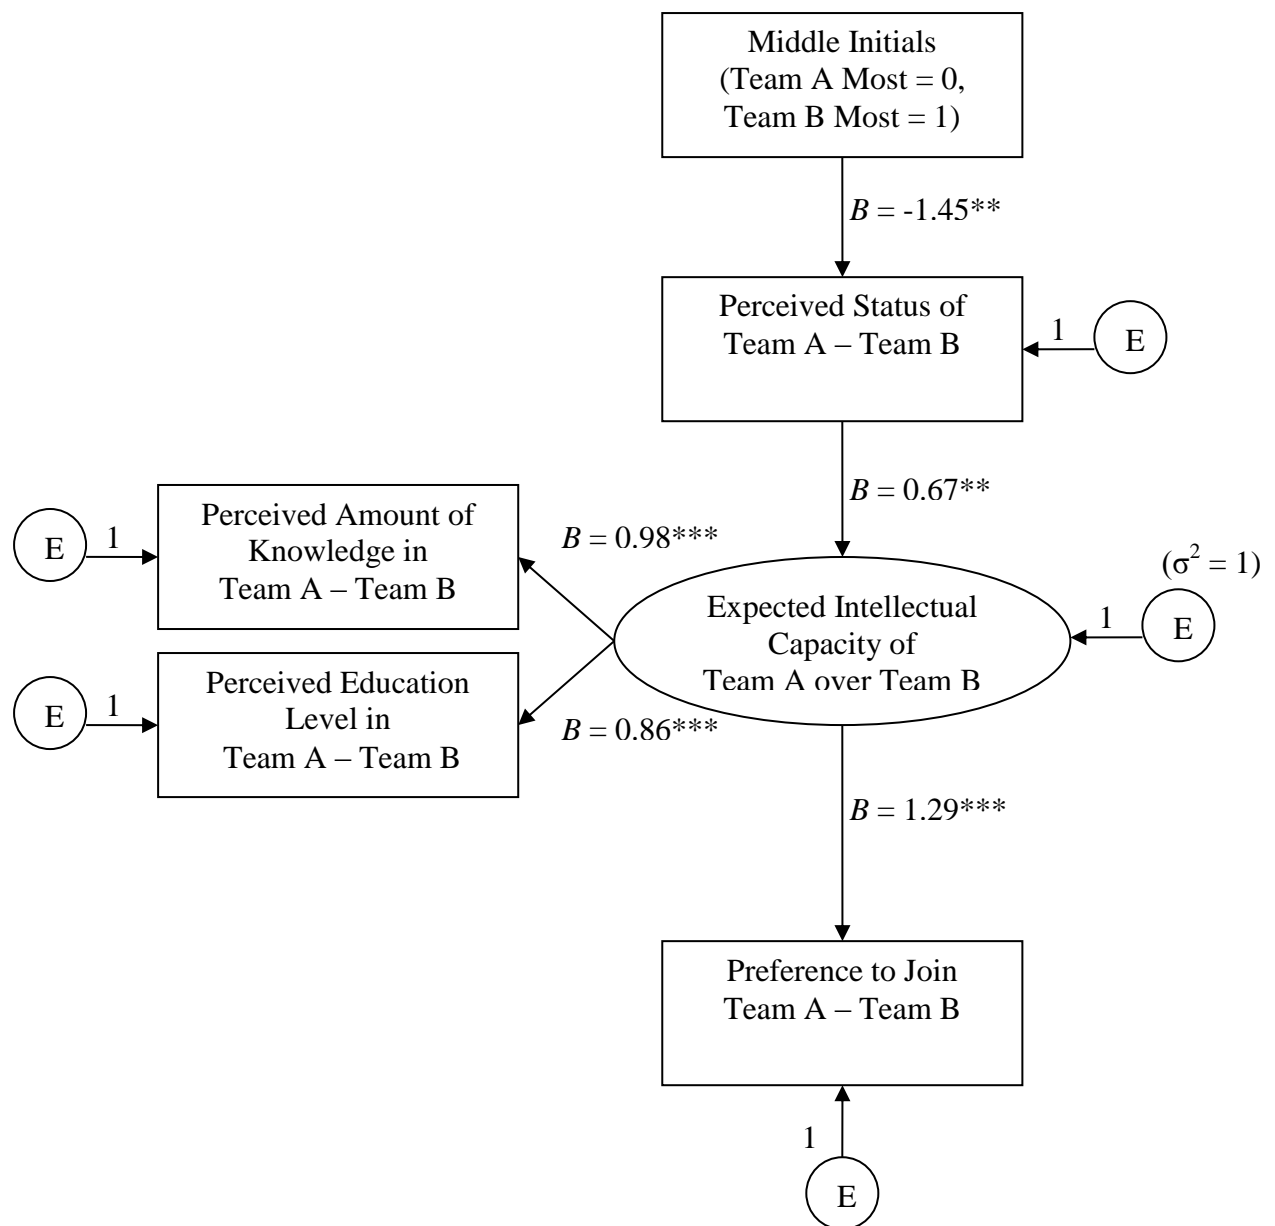 Middle Initials
(Team A Most = 0,
Team B Most = 1)
B = -1.45**
Perceived Status of
Team A – Team B
1
E
B = 0.67**
Perceived Amount of
Knowledge in
Team A – Team B
1
E
B = 0.98***
Expected Intellectual
Capacity of
Team A over Team B
(σ² = 1)
1
E
Perceived Education
Level in
Team A – Team B
1
E
B = 0.86***
B = 1.29***
Preference to Join
Team A – Team B
1
E